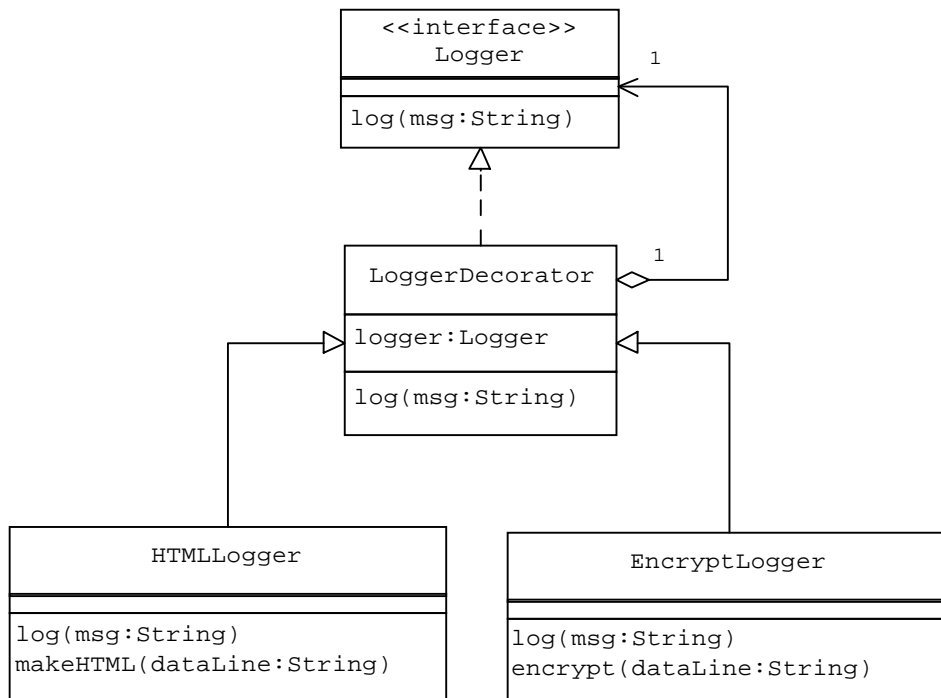 <<interface>>
Logger
1
log(msg:String)
1
LoggerDecorator
logger:Logger
log(msg:String)
HTMLLogger
log(msg:String)
makeHTML(dataLine:String)
EncryptLogger
log(msg:String)
encrypt(dataLine:String)